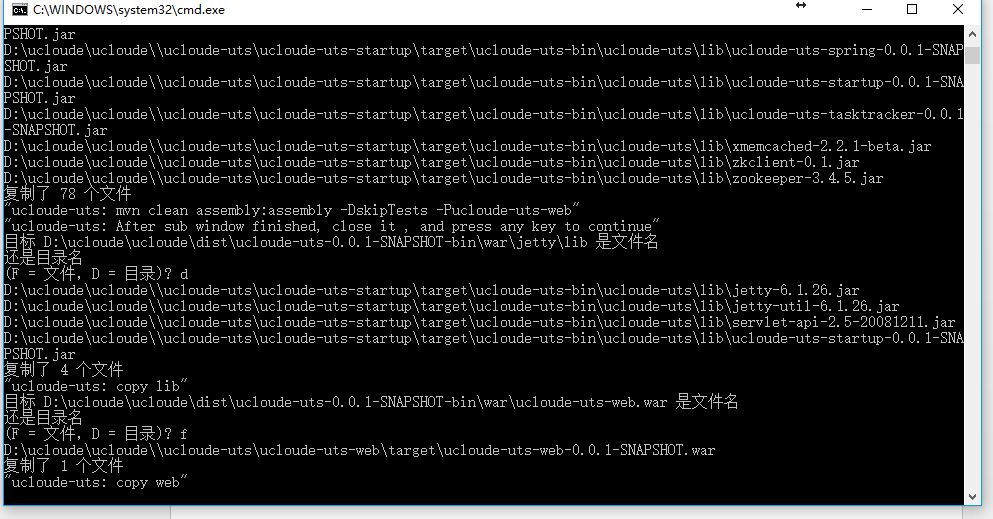 C:\WINDOWS\system32\cmd.exe
PSHOT.jar
D:\ucloude\ucloude\\ucloude-uts\ucloude-uts-startup\target\ucloude-uts-bin\ucloude-uts\lib\ucloude-uts-spring-0.0.1-SNAP
SHOT.jar
D:\ucloude\ucloude\\ucloude-uts\ucloude-uts-startup\target\ucloude-uts-bin\ucloude-uts\lib\ucloude-uts-startup-0.0.1-SNA
PSHOT.jar
D:\ucloude\ucloude\\ucloude-uts\ucloude-uts-startup\target\ucloude-uts-bin\ucloude-uts\lib\ucloude-uts-tasktracker-0.0.1
-SNAPSHOT.jar
D:\ucloude\ucloude\\ucloude-uts\ucloude-uts-startup\target\ucloude-uts-bin\ucloude-uts\lib\xmemcached-2.2.1-beta.jar
D:\ucloude\ucloude\\ucloude-uts\ucloude-uts-startup\target\ucloude-uts-bin\ucloude-uts\lib\zkclient-0.1.jar
D:\ucloude\ucloude\\ucloude-uts\ucloude-uts-startup\target\ucloude-uts-bin\ucloude-uts\lib\zookeeper-3.4.5.jar
复制了 78 个文件
"ucloude-uts: mvn clean assembly:assembly -DskipTests -Pucloude-uts-web"
"ucloude-uts: After sub window finished, close it , and press any key to continue"
目标 D:\ucloude\ucloude\dist\ucloude-uts-0.0.1-SNAPSHOT-bin\war\jetty\lib 是文件名
还是目录名
(F = 文件，D = 目录)? d
D:\ucloude\ucloude\\ucloude-uts\ucloude-uts-startup\target\ucloude-uts-bin\ucloude-uts\lib\jetty-6.1.26.jar
D:\ucloude\ucloude\\ucloude-uts\ucloude-uts-startup\target\ucloude-uts-bin\ucloude-uts\lib\jetty-util-6.1.26.jar
D:\ucloude\ucloude\\ucloude-uts\ucloude-uts-startup\target\ucloude-uts-bin\ucloude-uts\lib\servlet-api-2.5-20081211.jar
D:\ucloude\ucloude\\ucloude-uts\ucloude-uts-startup\target\ucloude-uts-bin\ucloude-uts\lib\ucloude-uts-startup-0.0.1-SNA
PSHOT.jar
复制了 4 个文件
"ucloude-uts: copy lib"
目标 D:\ucloude\ucloude\dist\ucloude-uts-0.0.1-SNAPSHOT-bin\war\ucloude-uts-web.war 是文件名
还是目录名
(F = 文件，D = 目录)? f
D:\ucloude\ucloude\\ucloude-uts\ucloude-uts-web\target\ucloude-uts-web-0.0.1-SNAPSHOT.war
复制了 1 个文件
"ucloude-uts: copy web"